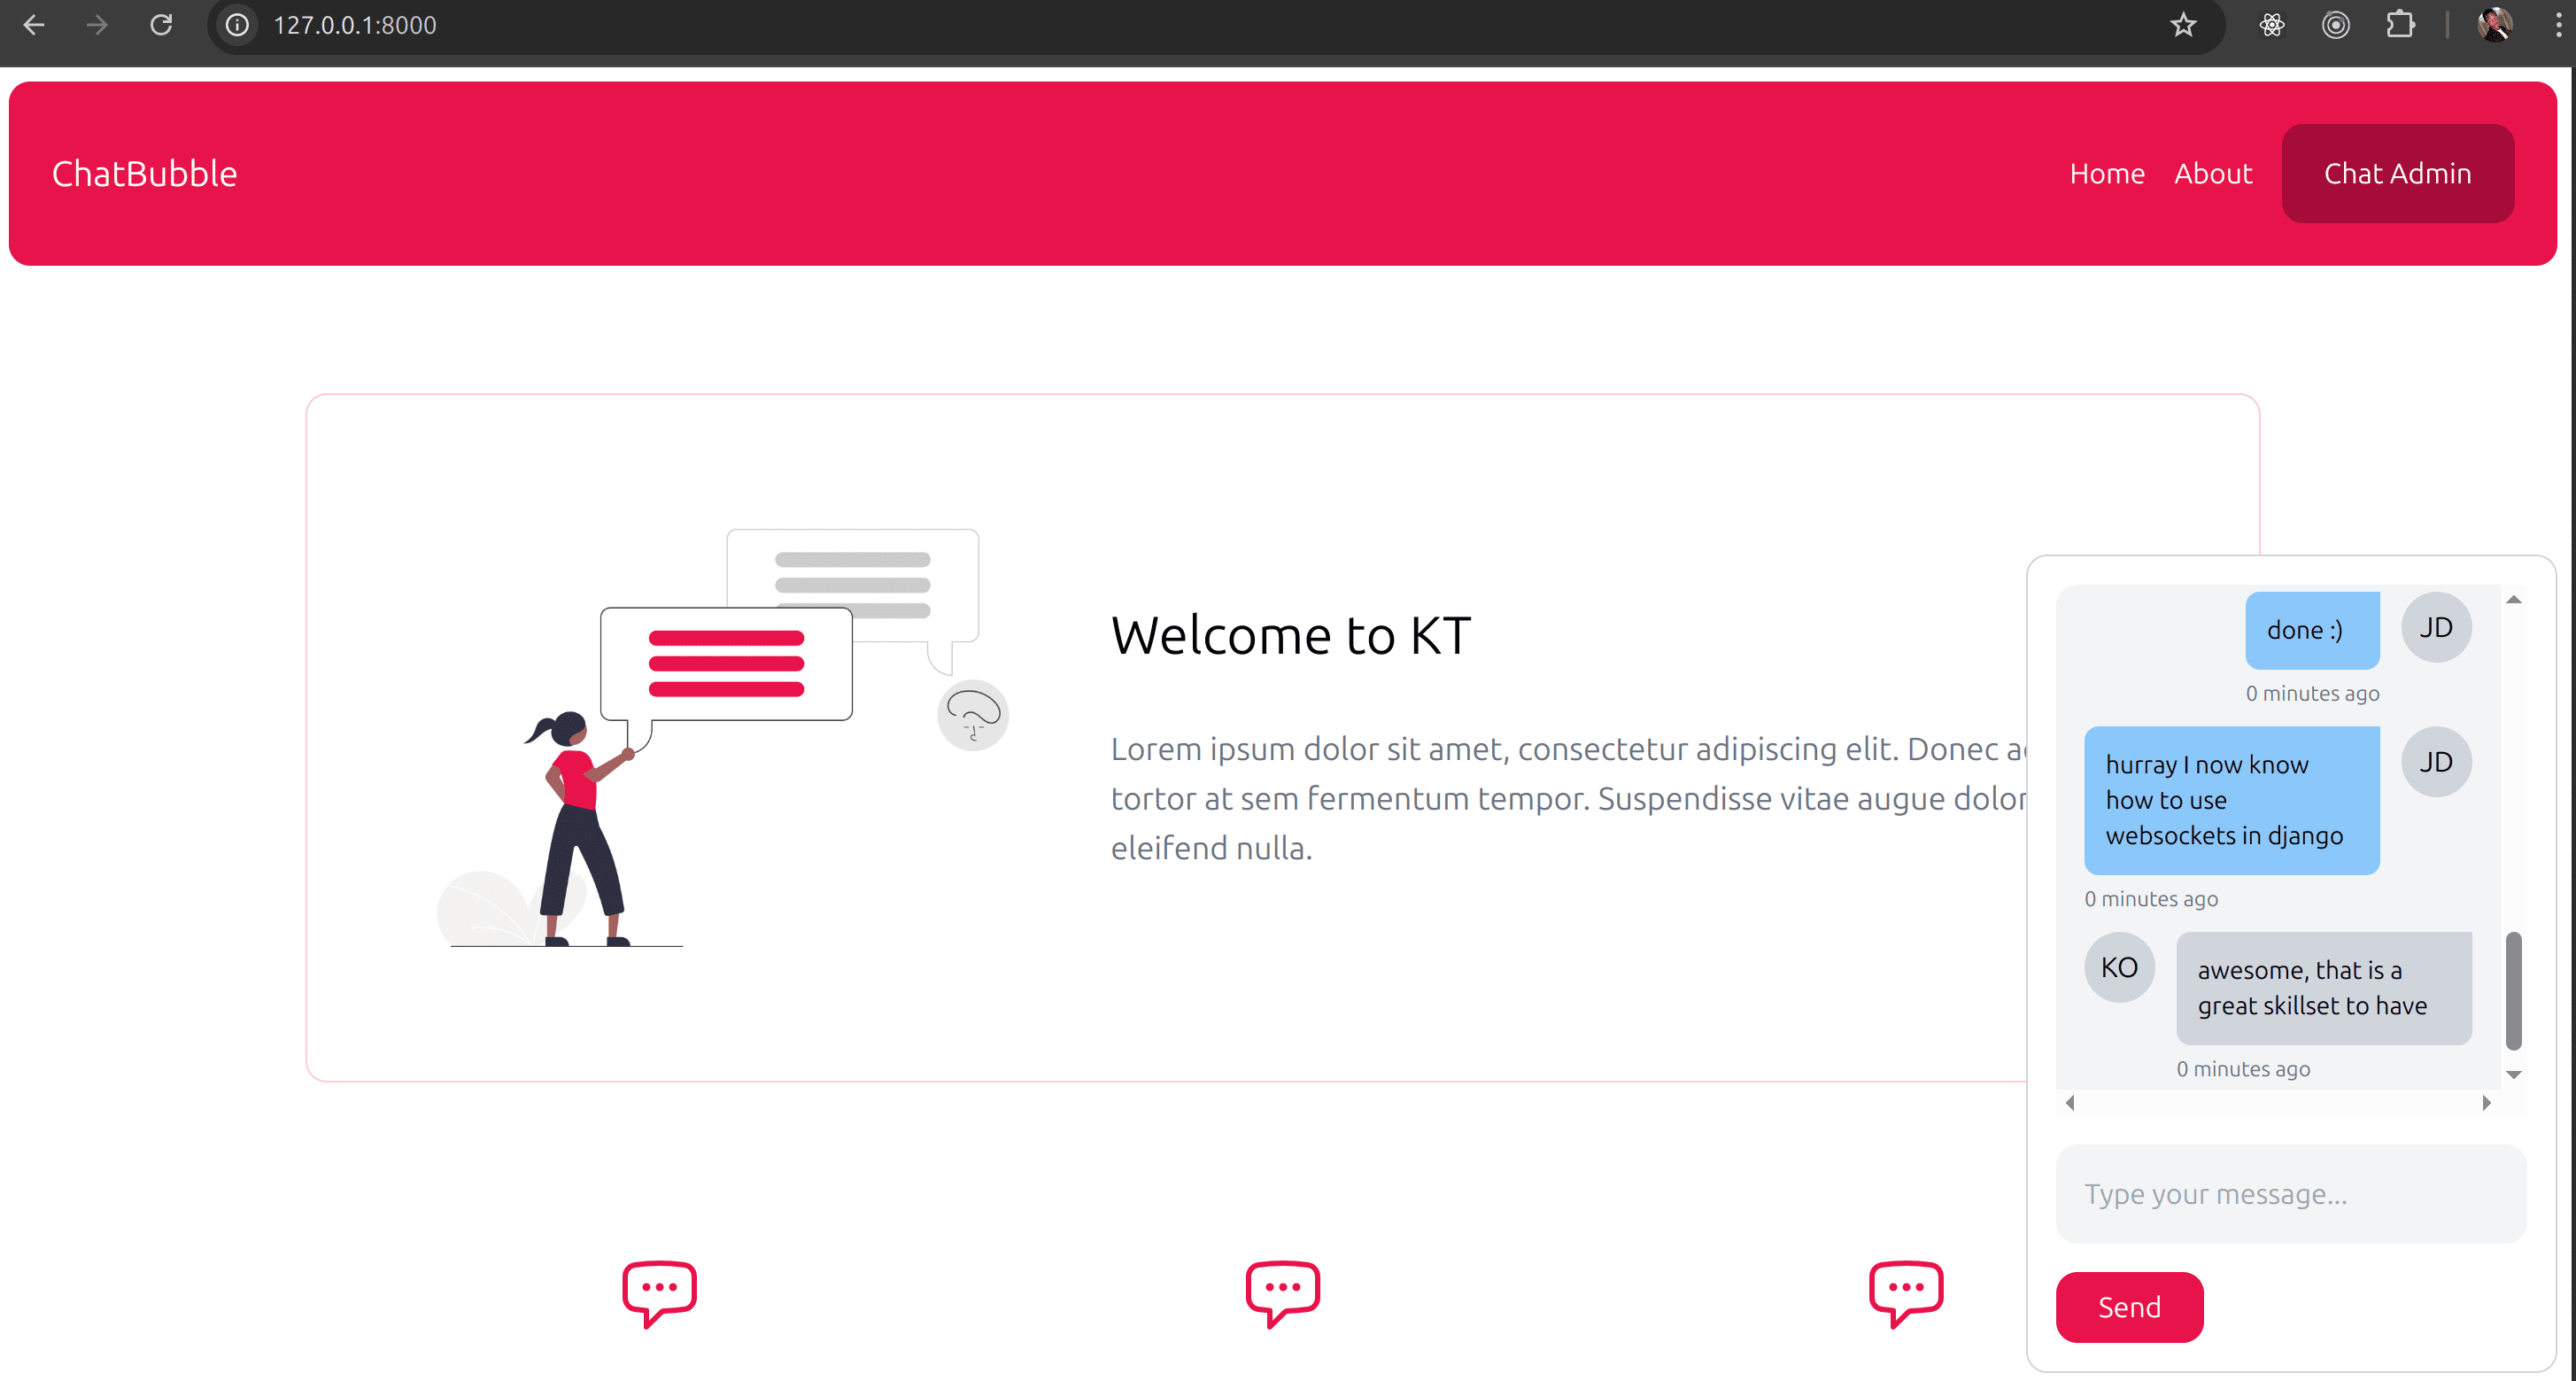 127.0.0.1:8000
ChatBubble
Home
About
Chat Admin
Welcome to KT
Lorem ipsum dolor sit amet, consectetur adipiscing elit. Donec
tortor at sem fermentum tempor. Suspendisse vitae augue dolor
eleifend nulla.
done :)
JD
0 minutes ago
hurray I now know
how to use
websockets in django
JD
0 minutes ago
KO
awesome, that is a
great skillset to have
0 minutes ago
Type your message...
Send